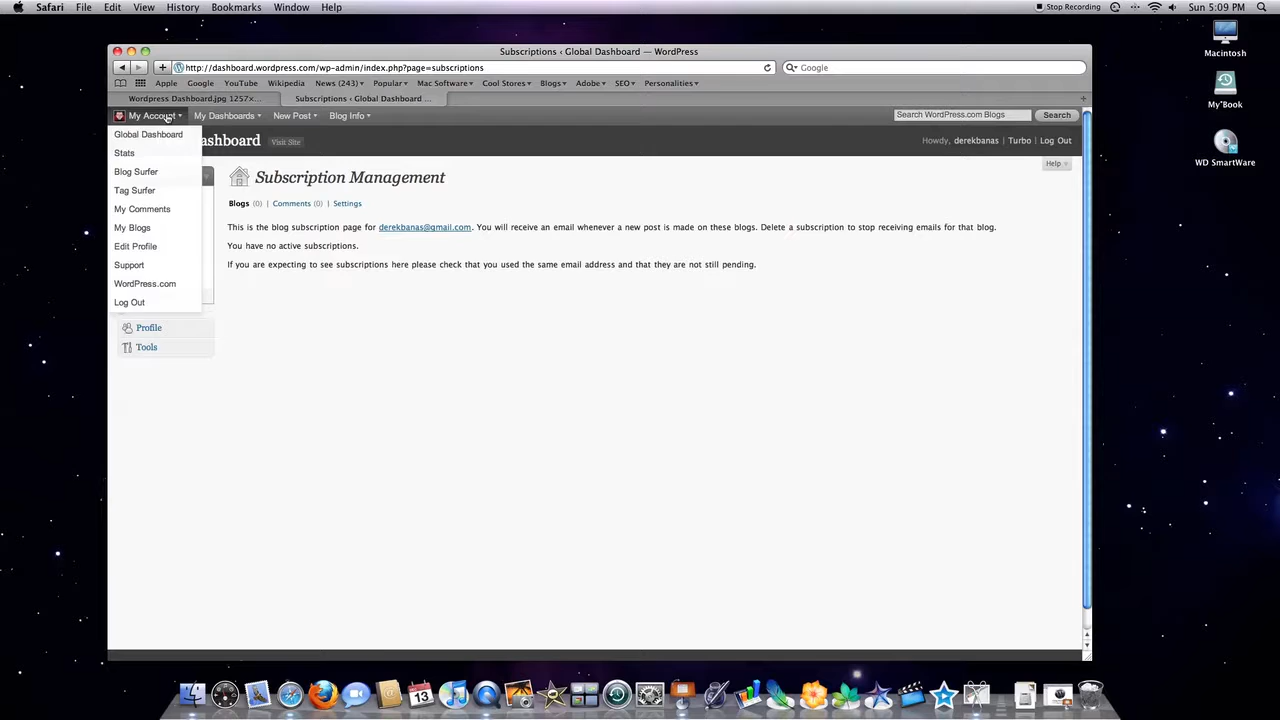 Safari File Edit View History Bookmarks Window Help Stop Recording Sun 5:09 PM
Subscriptions ‹ Global Dashboard — WordPress
http://dashboard.wordpress.com/wp-admin/index.php?page=subscriptions Google
Apple Google YouTube Wikipedia News (243) Popular Mac Software Cool Stores Blogs Adobe SEO Personalities
Wordpress Dashboard.jpg 1257×... Subscriptions ‹ Global Dashboard ...
My Account My Dashboards New Post Blog Info Search WordPress.com Blogs Search
Global Dashboard
Stats
Blog Surfer
Tag Surfer
My Comments
My Blogs
Edit Profile
Support
WordPress.com
Log Out
Profile
Tools
ashboard Visit Site
Howdy, derekbanas | Turbo | Log Out
Help
Subscription Management
Blogs (0) | Comments (0) | Settings
This is the blog subscription page for derekbanas@gmail.com. You will receive an email whenever a new post is made on these blogs. Delete a subscription to stop receiving emails for that blog.
You have no active subscriptions.
If you are expecting to see subscriptions here please check that you used the same email address and that they are not still pending.
Macintosh
My Book
WD SmartWare
13